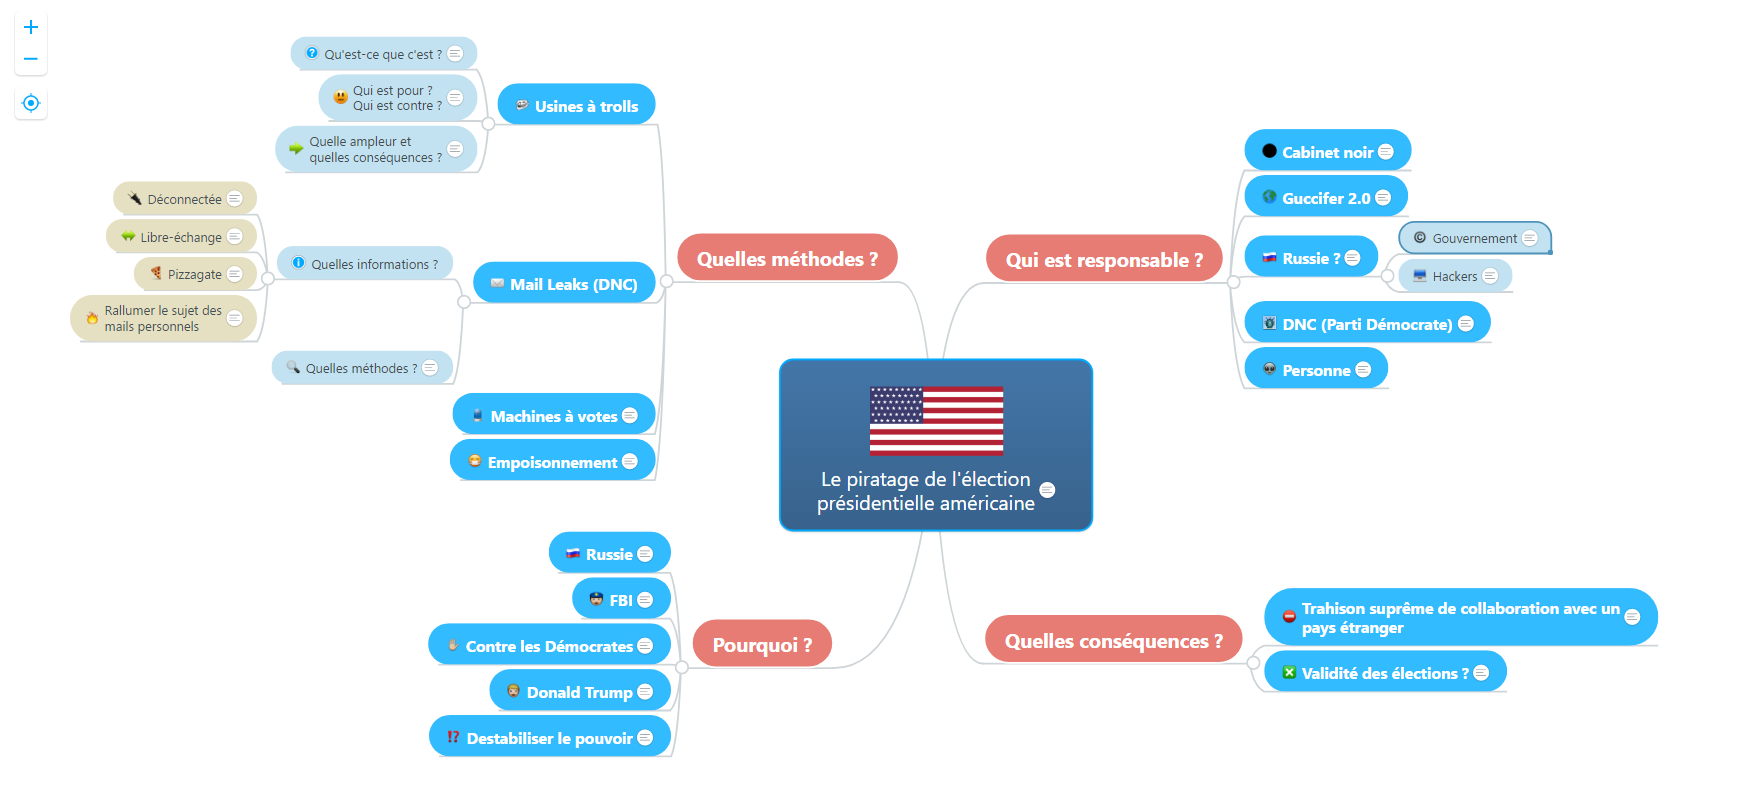 Le piratage de l'élection
présidentielle américaine
Quelles méthodes ?
Usines à trolls
Qu'est-ce que c'est ?
Qui est pour ?
Qui est contre ?
Quelle ampleur et
quelles conséquences ?
Mail Leaks (DNC)
Quelles informations ?
Déconnectée
Libre-échange
Pizzagate
Rallumer le sujet des
mails personnels
Quelles méthodes ?
Machines à votes
Empoisonnement
Qui est responsable ?
Cabinet noir
Guccifer 2.0
Russie ?
Gouvernement
Hackers
DNC (Parti Démocrate)
Personne
Pourquoi ?
Russie
FBI
Contre les Démocrates
Donald Trump
Destabiliser le pouvoir
Quelles conséquences ?
Trahison suprême de collaboration avec un
pays étranger
Validité des élections ?